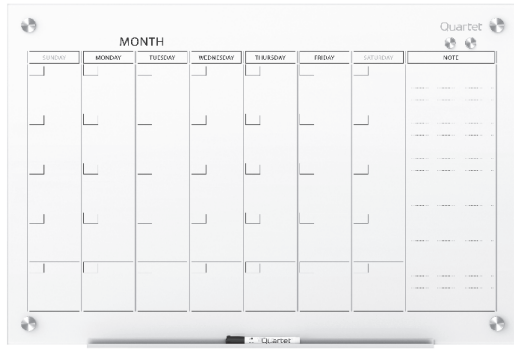 Quartet
MONTH
SUNDAY MONDAY TUESDAY WEDNESDAY THURSDAY FRIDAY SATURDAY NOTE
Quartet